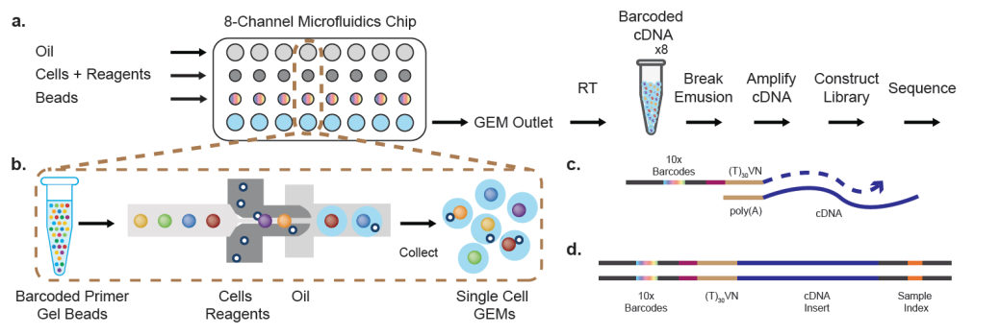 a.
8-Channel Microfluidics Chip
Oil
Cells + Reagents
Beads
GEM Outlet
RT
Barcoded
cDNA
x8
Break
Emusion
Amplify
cDNA
Construct
Library
Sequence
b.
Collect
Barcoded Primer
Gel Beads
Cells
Reagents
Oil
Single Cell
GEMs
c.
10x
Barcodes
(T)30VN
poly(A)
cDNA
d.
10x
Barcodes
(T)30VN
cDNA
Insert
Sample
Index